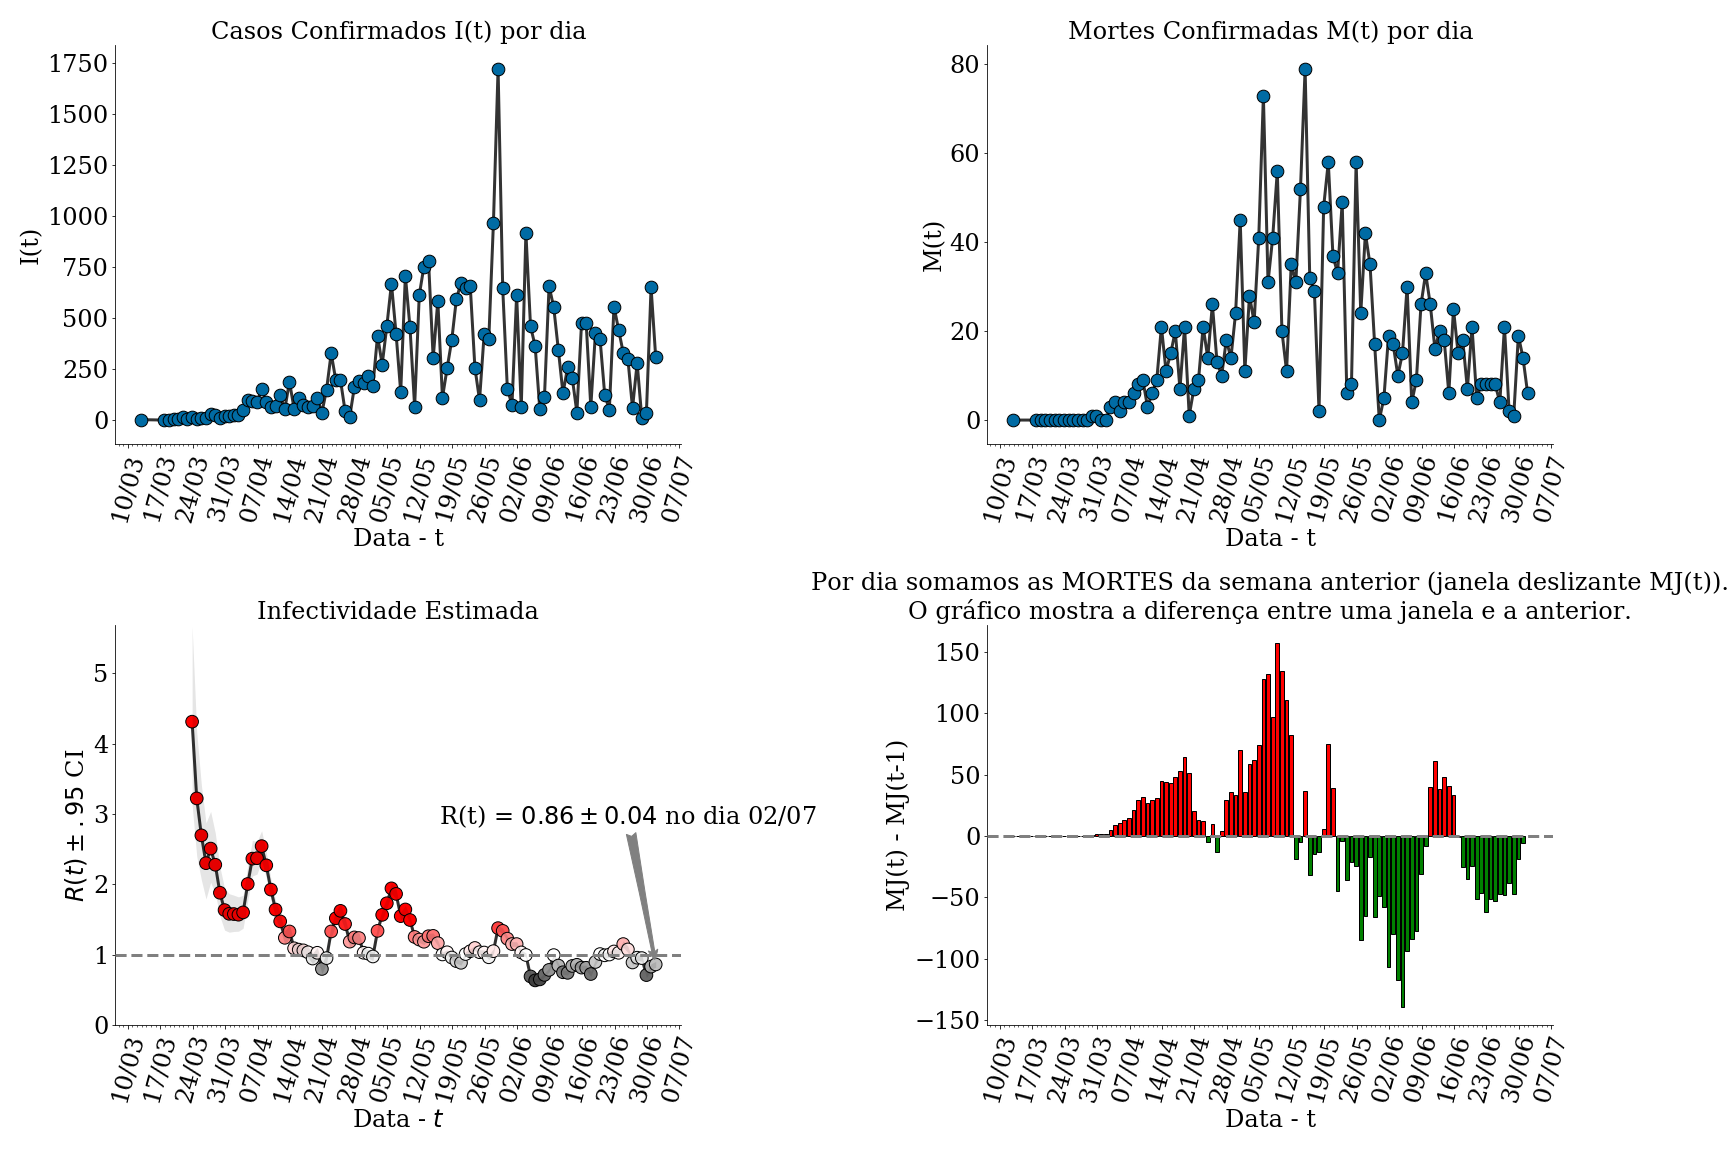 Casos Confirmados I(t) por dia
I(t)
1750
1500
1250
1000
750
500
250
0
10/03 17/03 24/03 31/03 07/04 14/04 21/04 28/04 05/05 12/05 19/05 26/05 02/06 09/06 16/06 23/06 30/06 07/07
Data - t
Mortes Confirmadas M(t) por dia
M(t)
80
60
40
20
0
10/03 17/03 24/03 31/03 07/04 14/04 21/04 28/04 05/05 12/05 19/05 26/05 02/06 09/06 16/06 23/06 30/06 07/07
Data - t
Infectividade Estimada
R(t) ± .95 CI
5
4
3
2
1
0
R(t) = 0.86 ± 0.04 no dia 02/07
10/03 17/03 24/03 31/03 07/04 14/04 21/04 28/04 05/05 12/05 19/05 26/05 02/06 09/06 16/06 23/06 30/06 07/07
Data - t
Por dia somamos as MORTES da semana anterior (janela deslizante MJ(t)).
O gráfico mostra a diferença entre uma janela e a anterior.
MJ(t) - MJ(t-1)
150
100
50
0
−50
−100
−150
10/03 17/03 24/03 31/03 07/04 14/04 21/04 28/04 05/05 12/05 19/05 26/05 02/06 09/06 16/06 23/06 30/06 07/07
Data - t